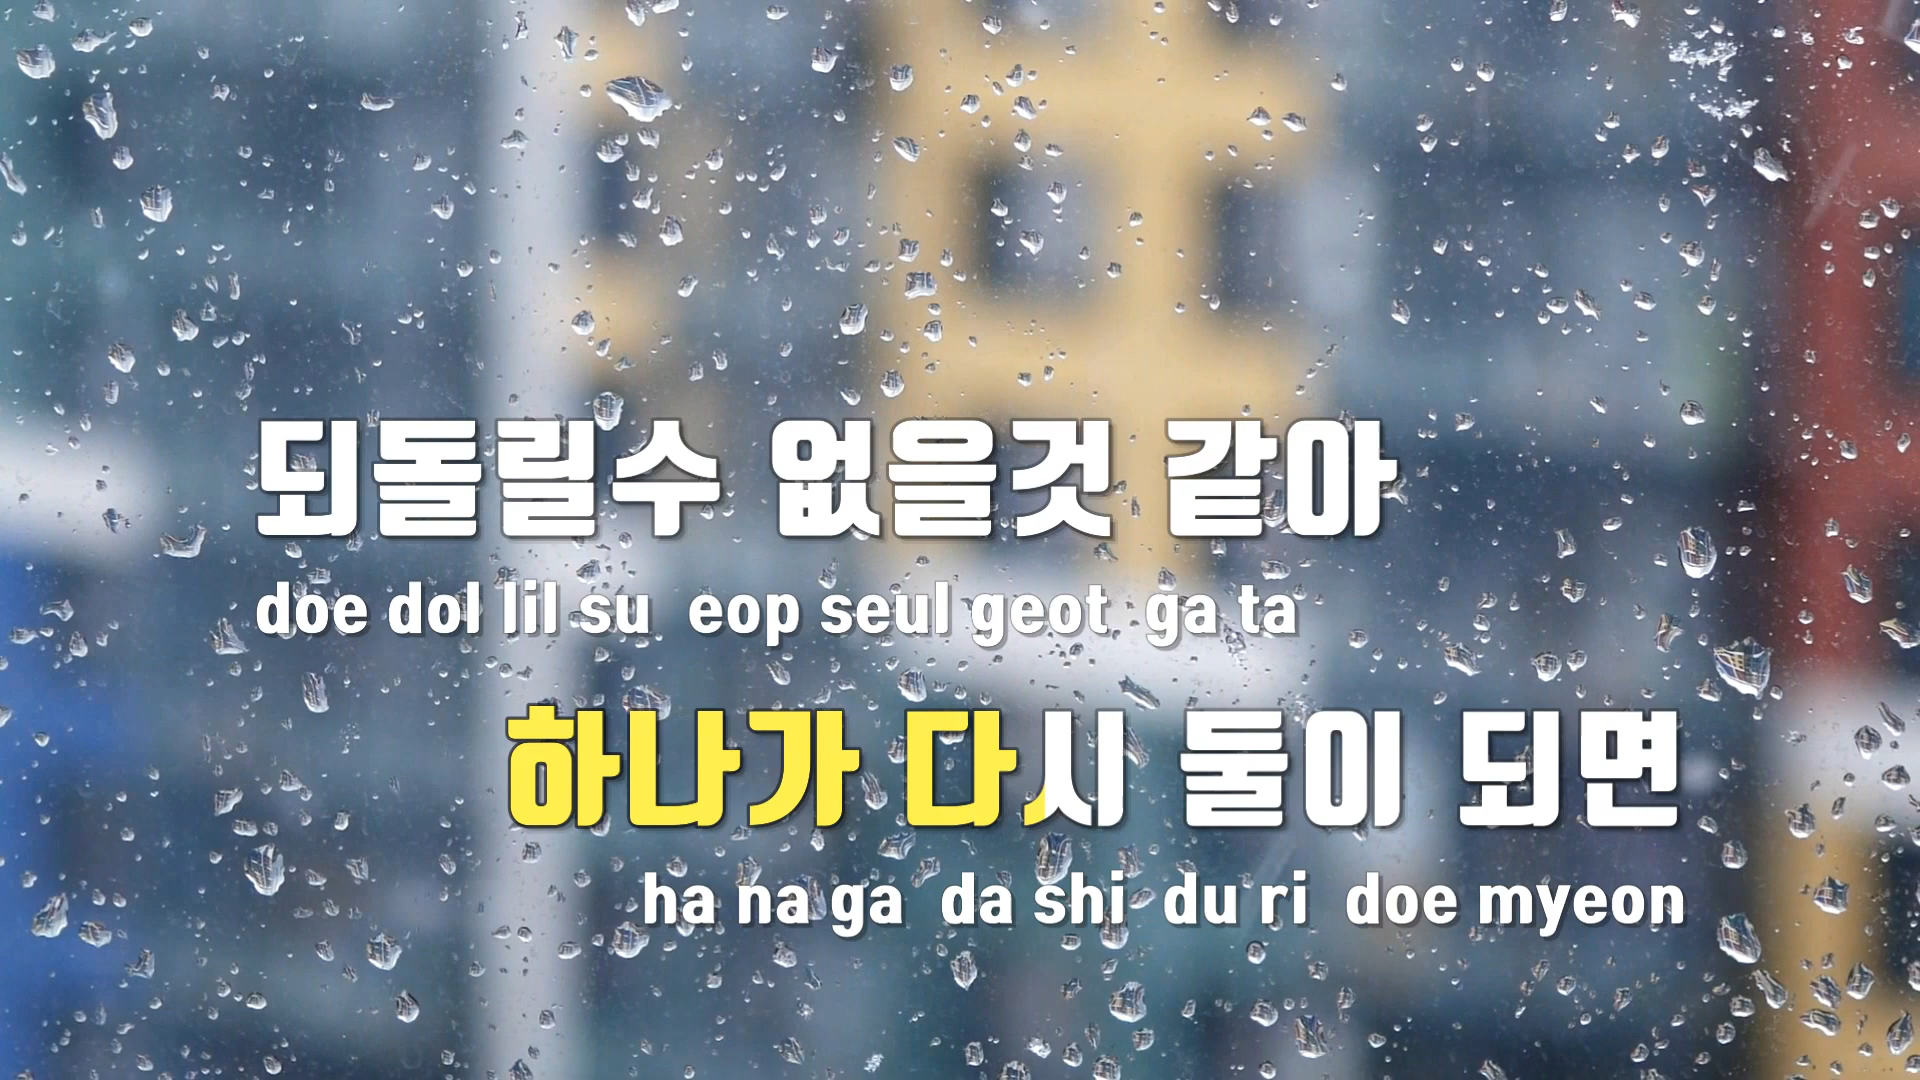 되돌릴수 없을것 같아
doe dol lil su eop seul geot ga ta
하나가 다시 둘이 되면
ha na ga da shi du ri doe myeon